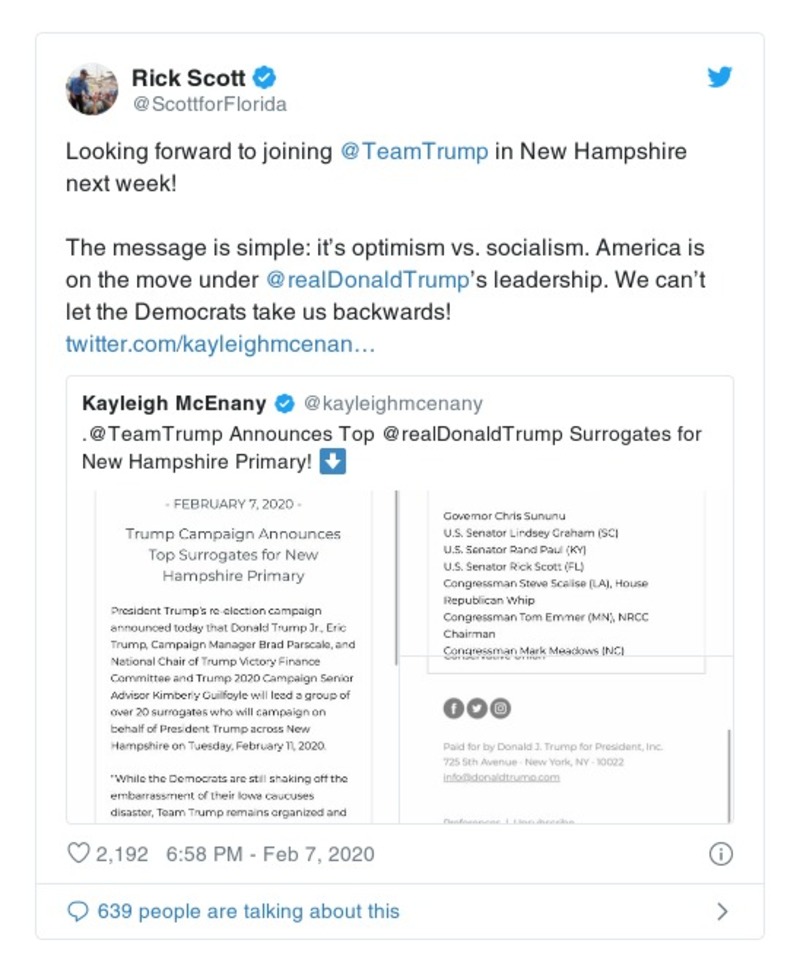 Rick Scott
@ScottforFlorida
Looking forward to joining @TeamTrump in New Hampshire
next week!
The message is simple: it's optimism vs. socialism. America is
on the move under @realDonaldTrump's leadership. We can't
let the Democrats take us backwards!
twitter.com/kayleighmcenan…
Kayleigh McEnany @kayleighmcenany
.@TeamTrump Announces Top @realDonaldTrump Surrogates for
New Hampshire Primary! ⬇
- FEBRUARY 7, 2020 -
Trump Campaign Announces
Top Surrogates for New
Hampshire Primary
President Trump's re-election campaign
announced today that Donald Trump Jr., Eric
Trump, Campaign Manager Brad Parscale, and
National Chair of Trump Victory Finance
Committee and Trump 2020 Campaign Senior
Advisor Kimberly Guilfoyle will lead a group of
over 20 surrogates who will campaign on
behalf of President Trump across New
Hampshire on Tuesday, February 11, 2020.
"While the Democrats are still shaking off the
embarrassment of their Iowa caucuses
disaster, Team Trump remains organized and
Governor Chris Sununu
U.S. Senator Lindsey Graham (SC)
U.S. Senator Rand Paul (KY)
U.S. Senator Rick Scott (FL)
Congressman Steve Scalise (LA), House
Republican Whip
Congressman Tom Emmer (MN), NRCC
Chairman
Congressman Mark Meadows (NC)
Conservative Union
Paid for by Donald J. Trump for President, Inc.
725 5th Avenue - New York, NY - 10022
info@donaldtrump.com
Preferences | Unsubscribe
2,192 6:58 PM - Feb 7, 2020
639 people are talking about this